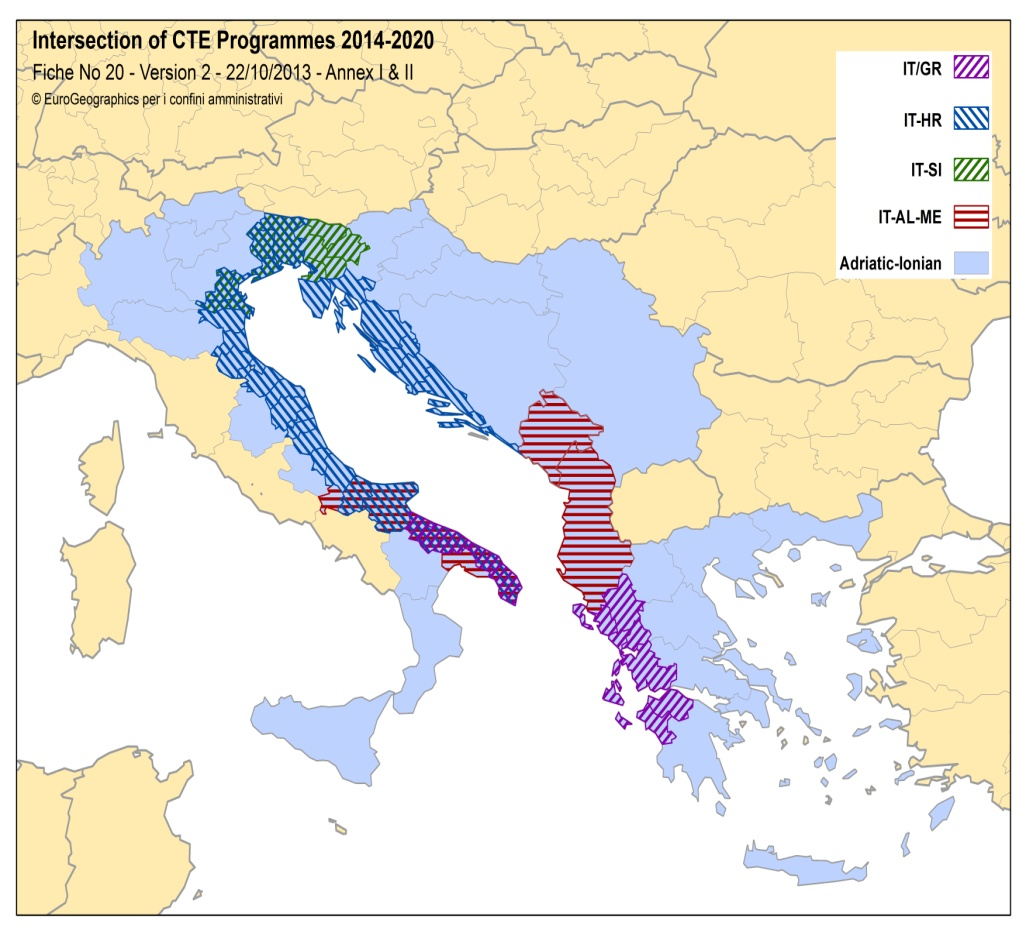 Intersection of CTE Programmes 2014-2020
Fiche No 20 - Version 2 - 22/10/2013 - Annex I & II
© EuroGeographics per i confini amministrativi
IT/GR
IT-HR
IT-SI
IT-AL-ME
Adriatic-Ionian